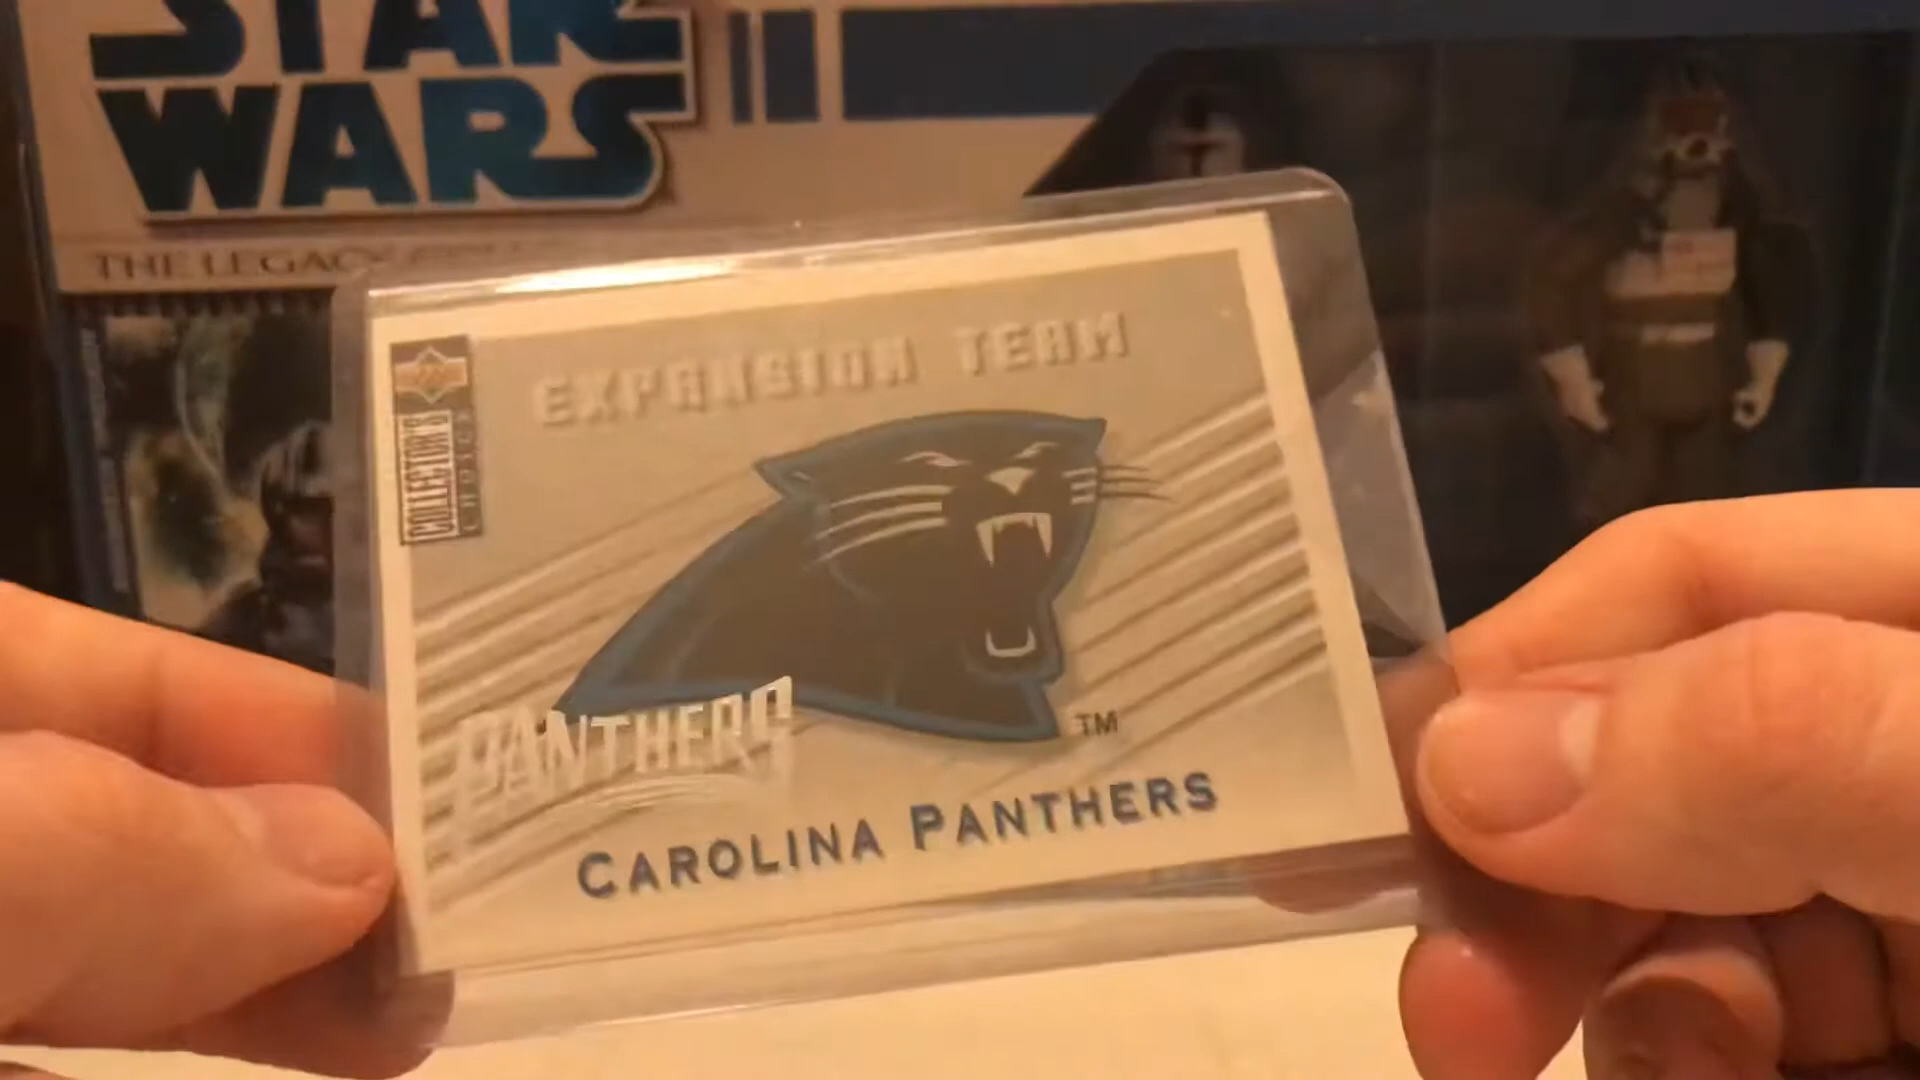 STAR
WARS
THE LEGACY
EXPANSION TEAM
COLLECTOR'S
CHOICE
PANTHERS
TM
CAROLINA PANTHERS